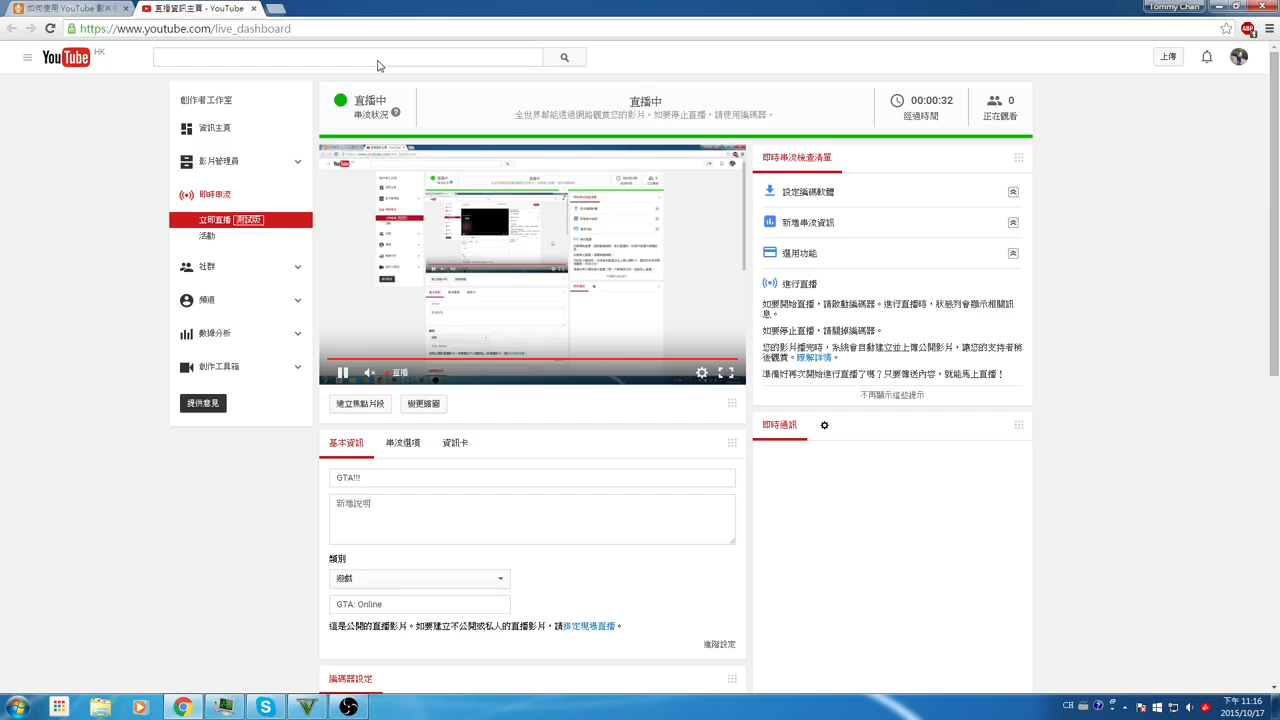 如何使用 YouTube 影片
直播資訊主頁 - YouTube
Tommy Chan
https://www.youtube.com/live_dashboard
ABP
YouTube HK
上傳
創作者工作室
資訊主頁
影片管理員
即時串流
立即直播 測試版
活動
社群
頻道
數據分析
創作工具箱
提供意見
直播中
串流狀況
直播中
全世界都能透過網路觀賞您的影片。如要停止直播，請使用編碼器。
00:00:32
經過時間
0
正在觀看
直播
建立焦點片段
變更縮圖
基本資訊
串流選項
資訊卡
GTA!!!
新增說明
類別
遊戲
GTA: Online
這是公開的直播影片。如要建立不公開或私人的直播影片，請排定現場直播。
進階設定
編碼器設定
即時串流檢查清單
設定編碼軟體
新增串流資訊
選用功能
進行直播
如要開始直播，請啟動編碼器。進行直播時，狀態列會顯示相關訊
息。
如要停止直播，請關掉編碼器。
您的影片播完時，系統會自動建立並上傳公開影片，讓您的支持者稍
後觀賞。瞭解詳情。
準備好再次開始進行直播了嗎？只要傳送內容，就能馬上直播！
不再顯示這些提示
即時通訊
CH
下午 11:16
2015/10/17